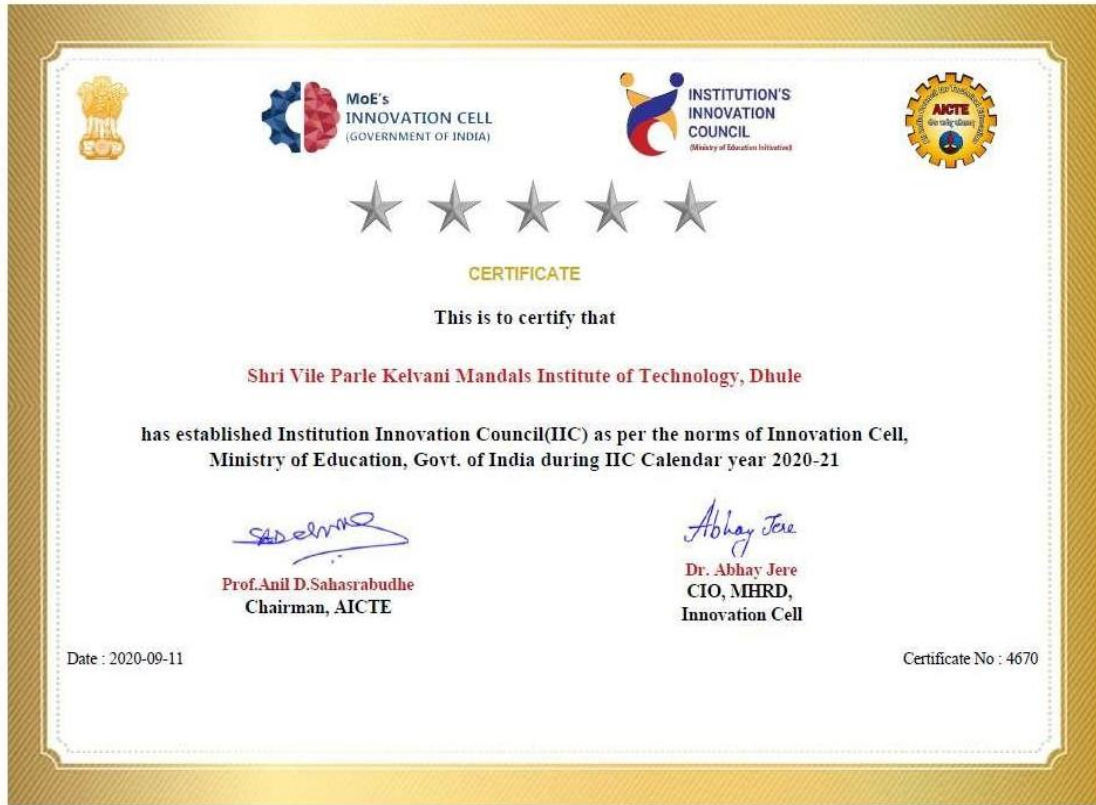 MoE's
INNOVATION CELL
(GOVERNMENT OF INDIA)
INSTITUTION'S
INNOVATION
COUNCIL
(Ministry of Education Initiative)
AICTE
CERTIFICATE
This is to certify that
Shri Vile Parle Kelvani Mandals Institute of Technology, Dhule
has established Institution Innovation Council(IIC) as per the norms of Innovation Cell,
Ministry of Education, Govt. of India during IIC Calendar year 2020-21
Abhay Jere
Prof.Anil D.Sahasrabudhe
Chairman, AICTE
Dr. Abhay Jere
CIO, MHRD,
Innovation Cell
Date : 2020-09-11
Certificate No : 4670